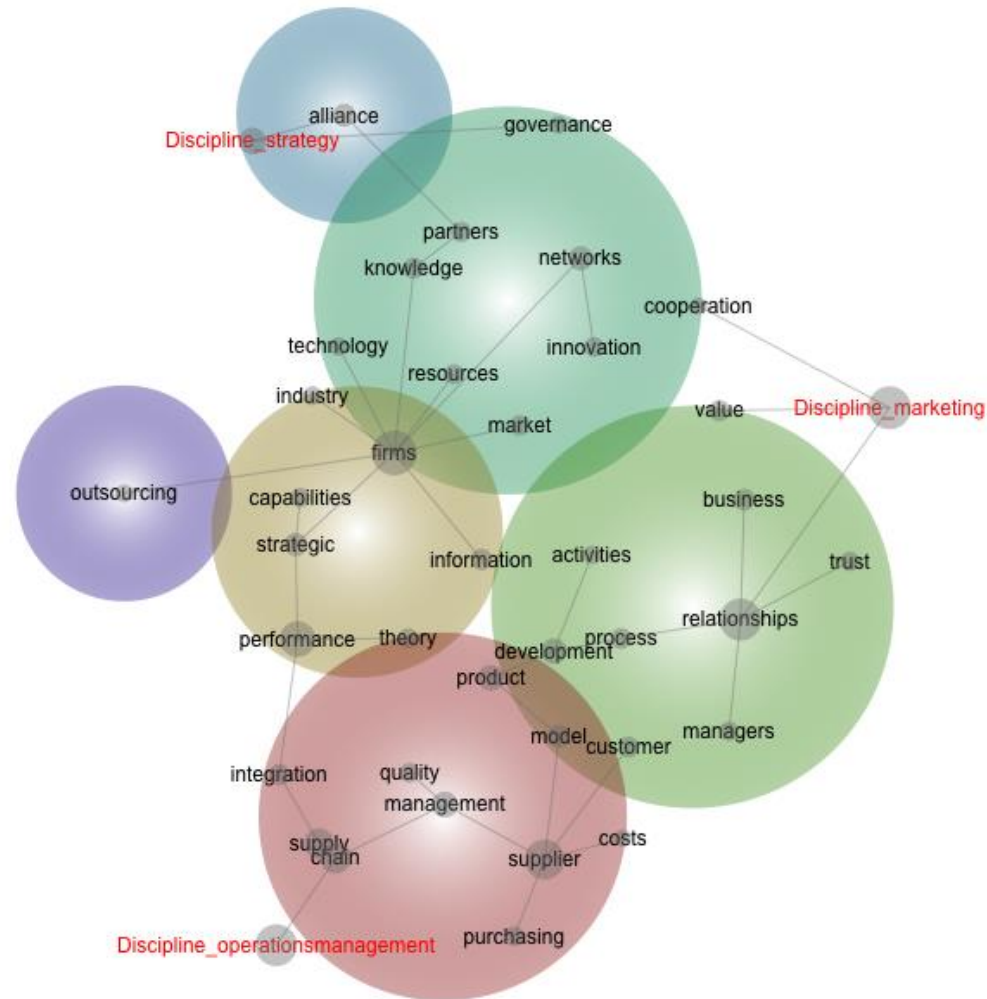 alliance
governance
Discipline_strategy
partners
networks
knowledge
cooperation
technology
innovation
resources
industry
value
Discipline_marketing
market
firms
outsourcing
capabilities
business
strategic
activities
information
trust
relationships
performance
theory
process
development
product
model
customer
managers
integration
quality
management
supply
chain
supplier
costs
purchasing
Discipline_operationsmanagement